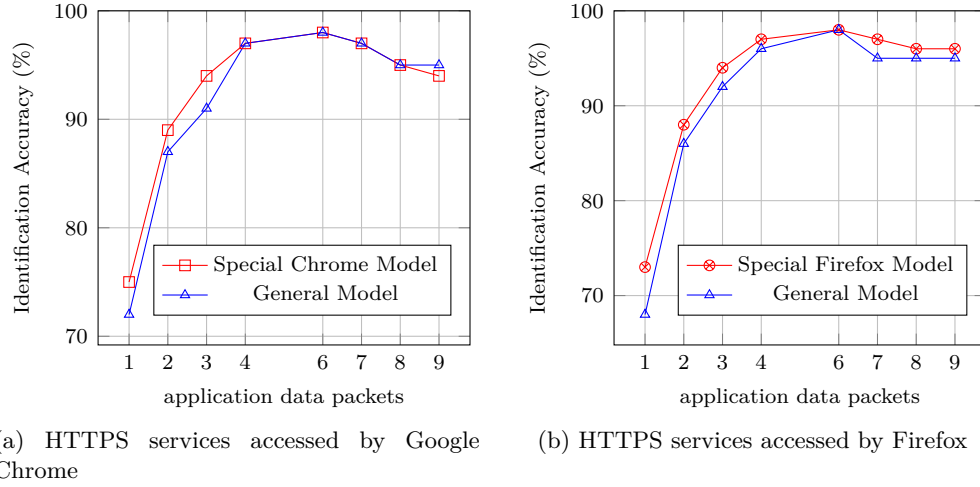 100
90
80
70
Identification Accuracy (%)
Special Chrome Model
General Model
1 2 3 4 6 7 8 9
application data packets
(a) HTTPS services accessed by Google
Chrome
100
90
80
70
Identification Accuracy (%)
Special Firefox Model
General Model
1 2 3 4 6 7 8 9
application data packets
(b) HTTPS services accessed by Firefox